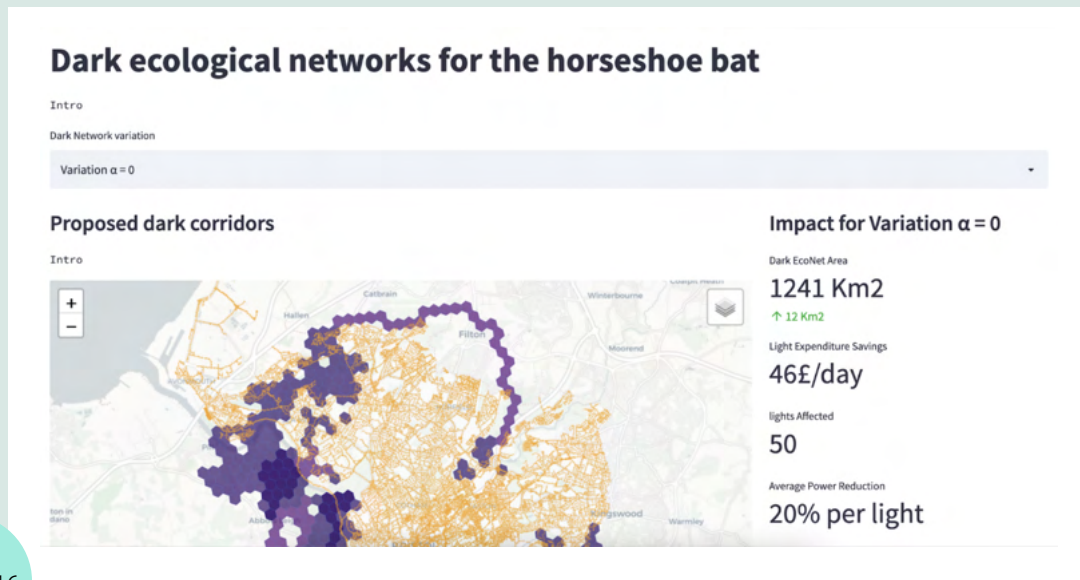 Dark ecological networks for the horseshoe bat
Intro
Dark Network variation
Variation α = 0
Proposed dark corridors
Intro
Impact for Variation α = 0
Dark EcoNet Area
1241 Km2
↑ 12 Km2
Light Expenditure Savings
46£/day
lights Affected
50
Average Power Reduction
20% per light
+
−
Catbrain
Winterbourne
Hallen
Filton
Moorend
Warmley